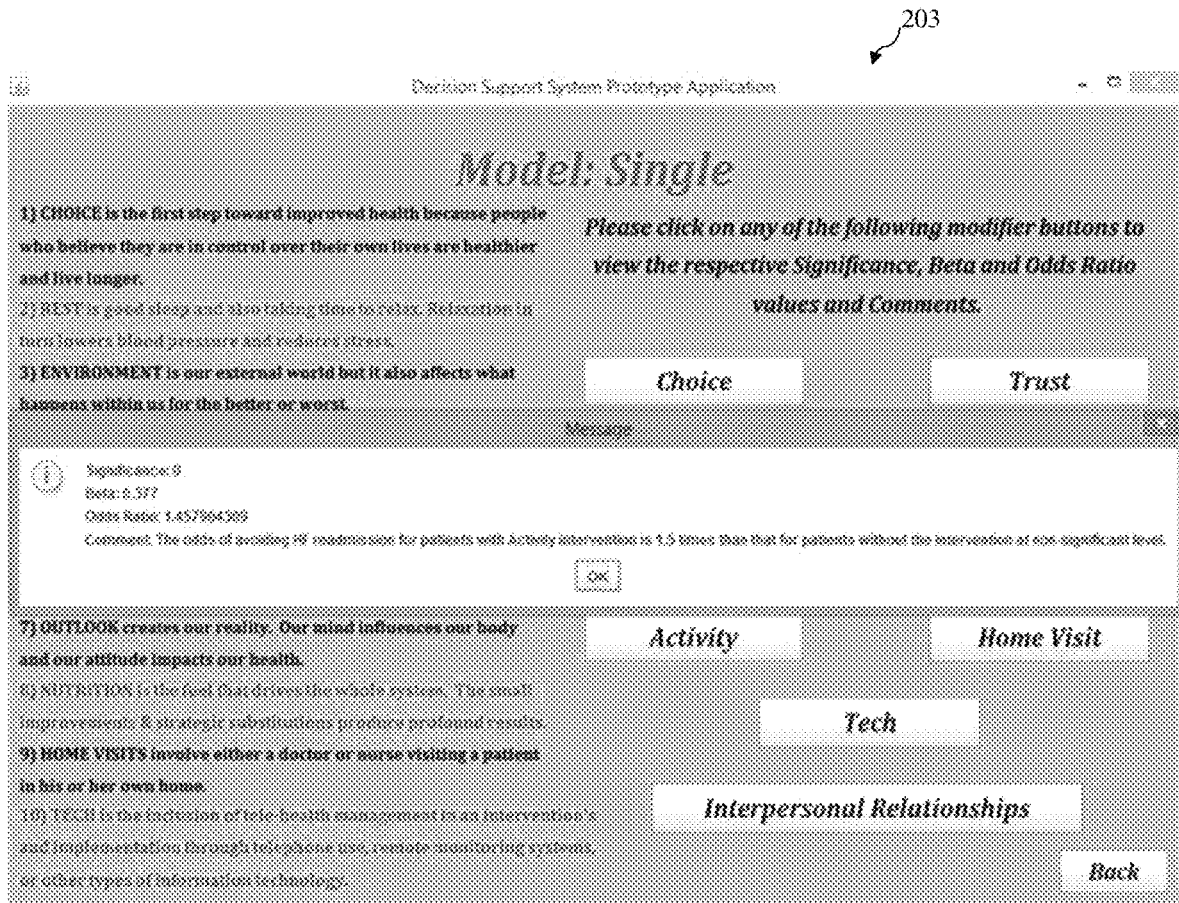 203
Decision Support System Prototype Application
Model: Single
1) CHOICE is the first step toward improved health because people
who believe they are in control over their own lives are healthier
and live longer.
2) REST is good sleep and also taking time to relax. Relaxation in
turn lowers blood pressure and reduces stress.
3) ENVIRONMENT is our external world but it also affects what
happens within us for the better or worst.
Please click on any of the following modifier buttons to
view the respective Significance, Beta and Odds Ratio
values and Comments.
Choice
Trust
Message
Significance: 0
Beta: 0.377
Odds Ratio:
Comment: The odds of avoiding HF readmission for patients with Activity intervention is 1.5 times than that for patients without the intervention at non-significant level.
OK
7) OUTLOOK creates our reality. Our mind influences our body
and our attitude impacts our health.
8) NUTRITION is the fuel that drives the whole system. The small
improvements & strategic substitutions produce profound results.
9) HOME VISITS involve either a doctor or nurse visiting a patient
in his or her own home.
10) TECH is the inclusion of tele-health management in an intervention's
and implementation through telephone use, remote monitoring systems,
or other types of information technology.
Activity
Home Visit
Tech
Interpersonal Relationships
Back